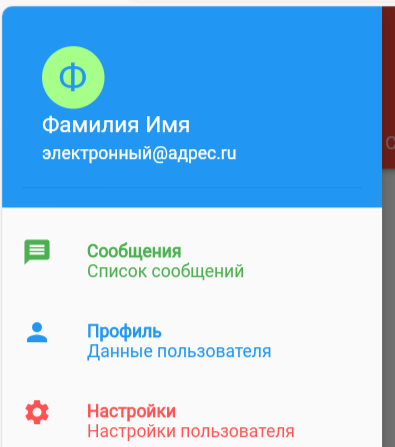 Ф
Фамилия Имя
электронный@адрес.ru
Сообщения
Список сообщений
Профиль
Данные пользователя
Настройки
Настройки пользователя